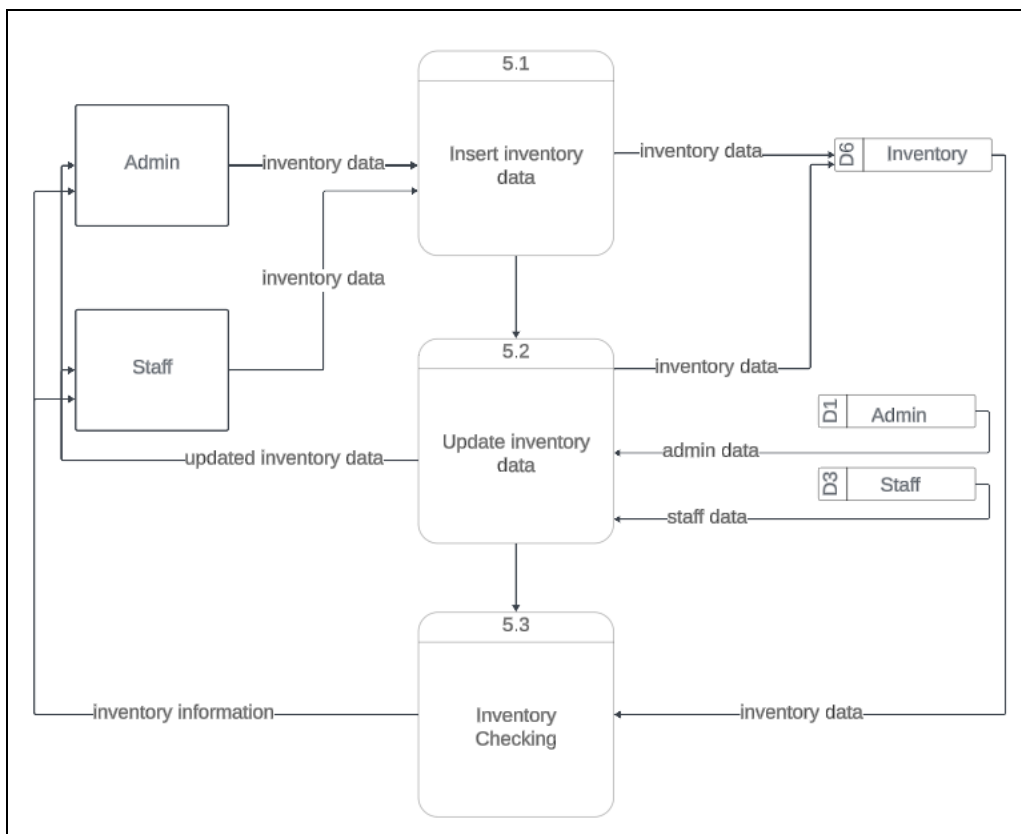 5.1
Admin
inventory data
Insert inventory
data
inventory data
D6
Inventory
inventory data
Staff
5.2
inventory data
Update inventory
data
D1
Admin
admin data
updated inventory data
D3
Staff
staff data
5.3
inventory information
Inventory
Checking
inventory data